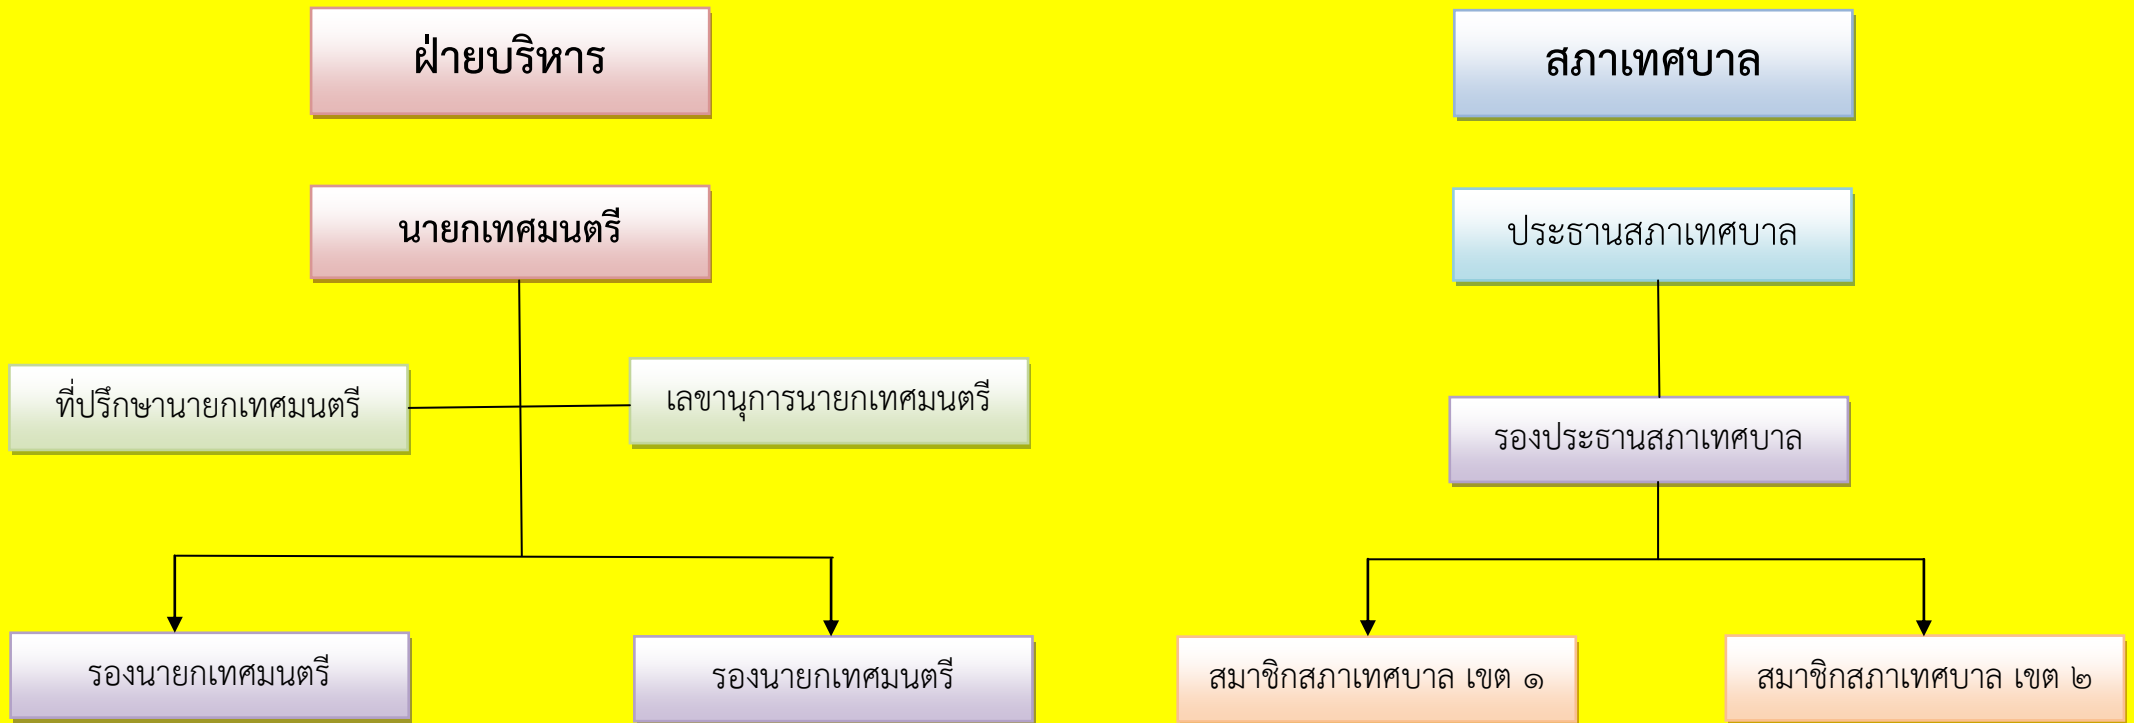 ฝ่ายบริหาร
สภาเทศบาล
นายกเทศมนตรี
ประธานสภาเทศบาล
ที่ปรึกษานายกเทศมนตรี
เลขานุการนายกเทศมนตรี
รองประธานสภาเทศบาล
รองนายกเทศมนตรี
รองนายกเทศมนตรี
สมาชิกสภาเทศบาล เขต ๑
สมาชิกสภาเทศบาล เขต ๒